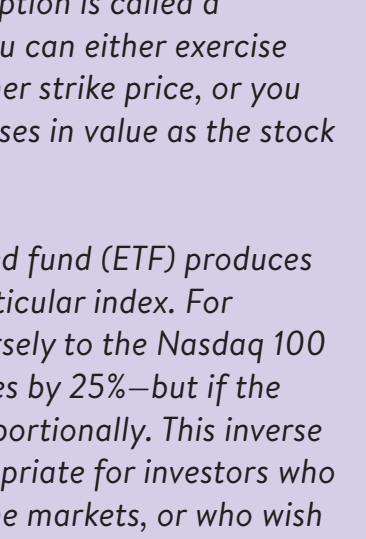 ption is called a
u can either exercise
er strike price, or you
ses in value as the stock
d fund (ETF) produces
ticular index. For
rsely to the Nasdaq 100
es by 25%—but if the
portionally. This inverse
priate for investors who
e markets, or who wish